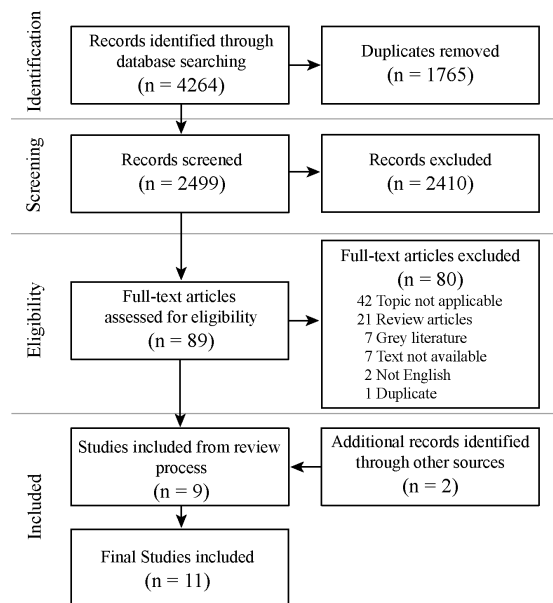 Identification
Records identified through
database searching
(n = 4264)
Duplicates removed
(n = 1765)
Screening
Records screened
(n = 2499)
Records excluded
(n = 2410)
Eligibility
Full-text articles
assessed for eligibility
(n = 89)
Full-text articles excluded
(n = 80)
42 Topic not applicable
21 Review articles
7 Grey literature
7 Text not available
2 Not English
1 Duplicate
Included
Studies included from review
process
(n = 9)
Additional records identified
through other sources
(n = 2)
Final Studies included
(n = 11)